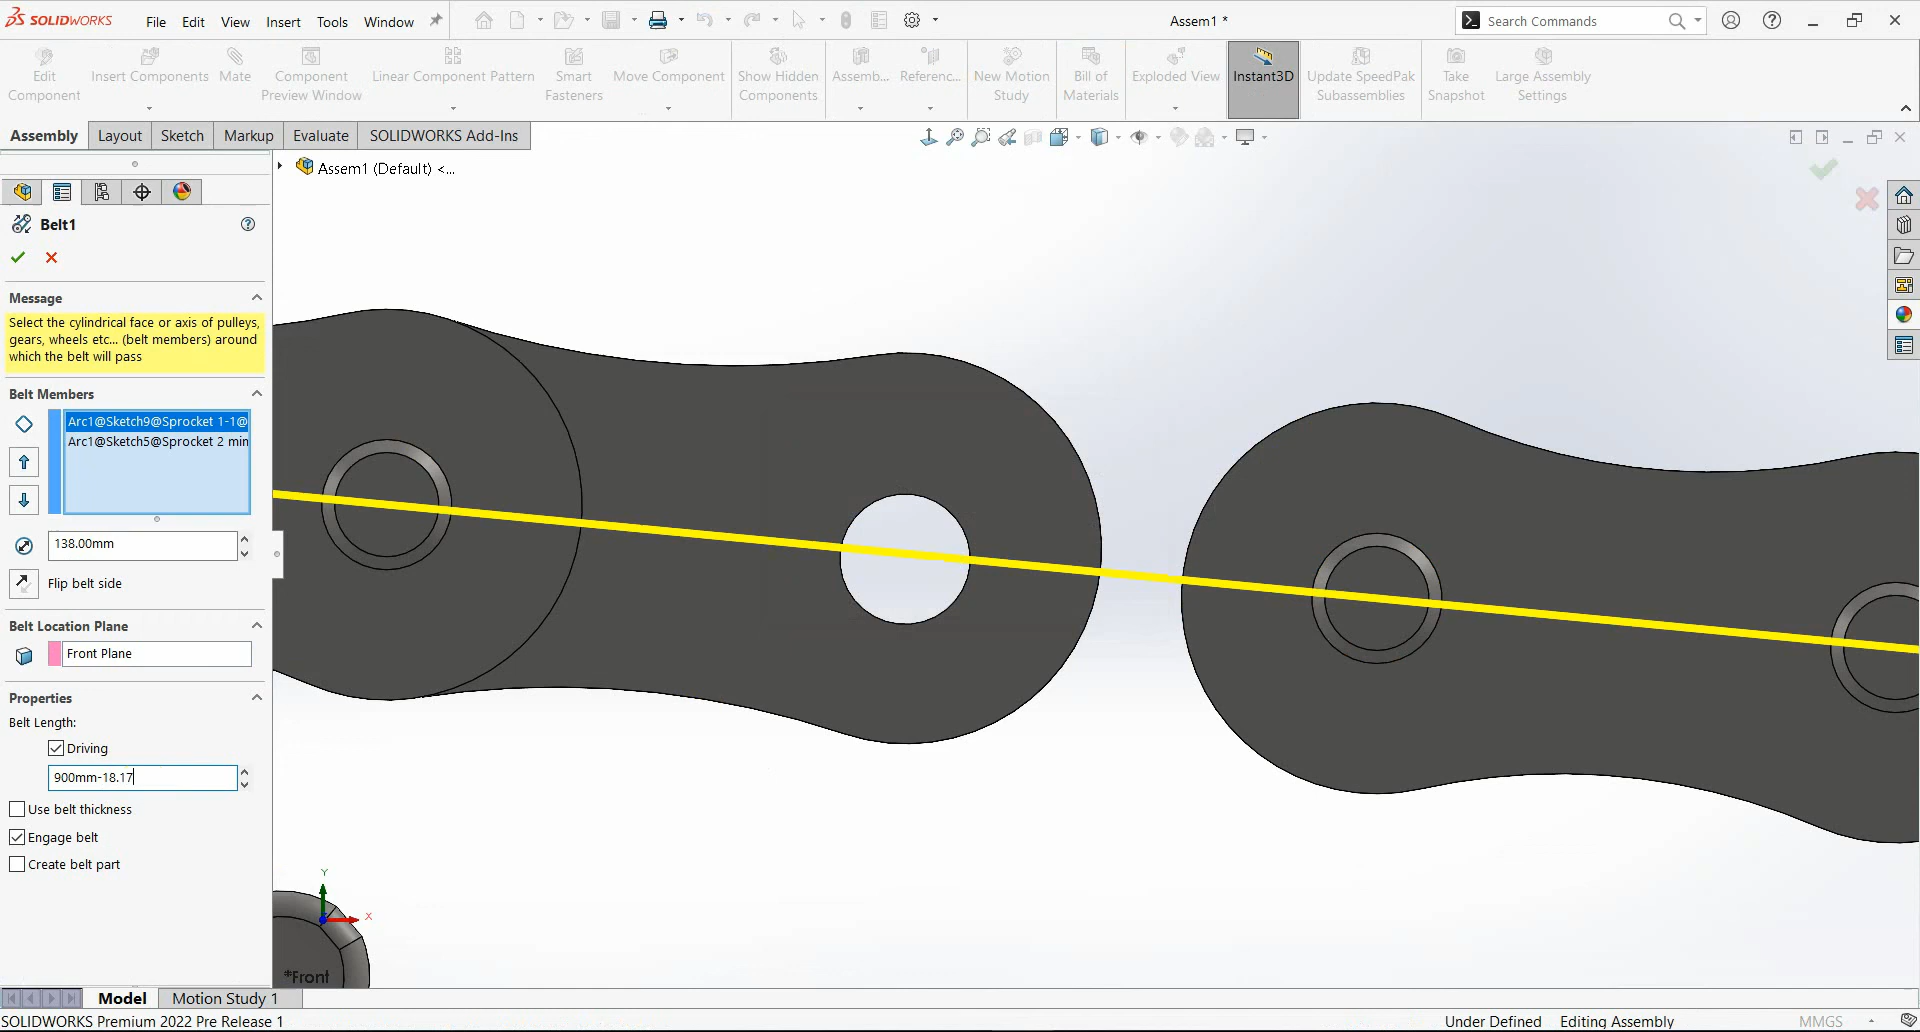 SOLIDWORKS
File Edit View Insert Tools Window
Assem1 *
Search Commands
Edit Component
Insert Components
Mate
Component Preview Window
Linear Component Pattern
Smart Fasteners
Move Component
Show Hidden Components
Assemb...
Referenc...
New Motion Study
Bill of Materials
Exploded View
Instant3D
Update SpeedPak Subassemblies
Take Snapshot
Large Assembly Settings
Assembly Layout Sketch Markup Evaluate SOLIDWORKS Add-Ins
Assem1 (Default) <...
Belt1
Message
Select the cylindrical face or axis of pulleys,
gears, wheels etc... (belt members) around
which the belt will pass
Belt Members
Arc1@Sketch9@Sprocket 1-1@
Arc1@Sketch5@Sprocket 2 min
138.00mm
Flip belt side
Belt Location Plane
Front Plane
Properties
Belt Length:
Driving
900mm-18.17
Use belt thickness
Engage belt
Create belt part
Y
X
*Front
Model Motion Study 1
SOLIDWORKS Premium 2022 Pre Release 1
Under Defined Editing Assembly MMGS